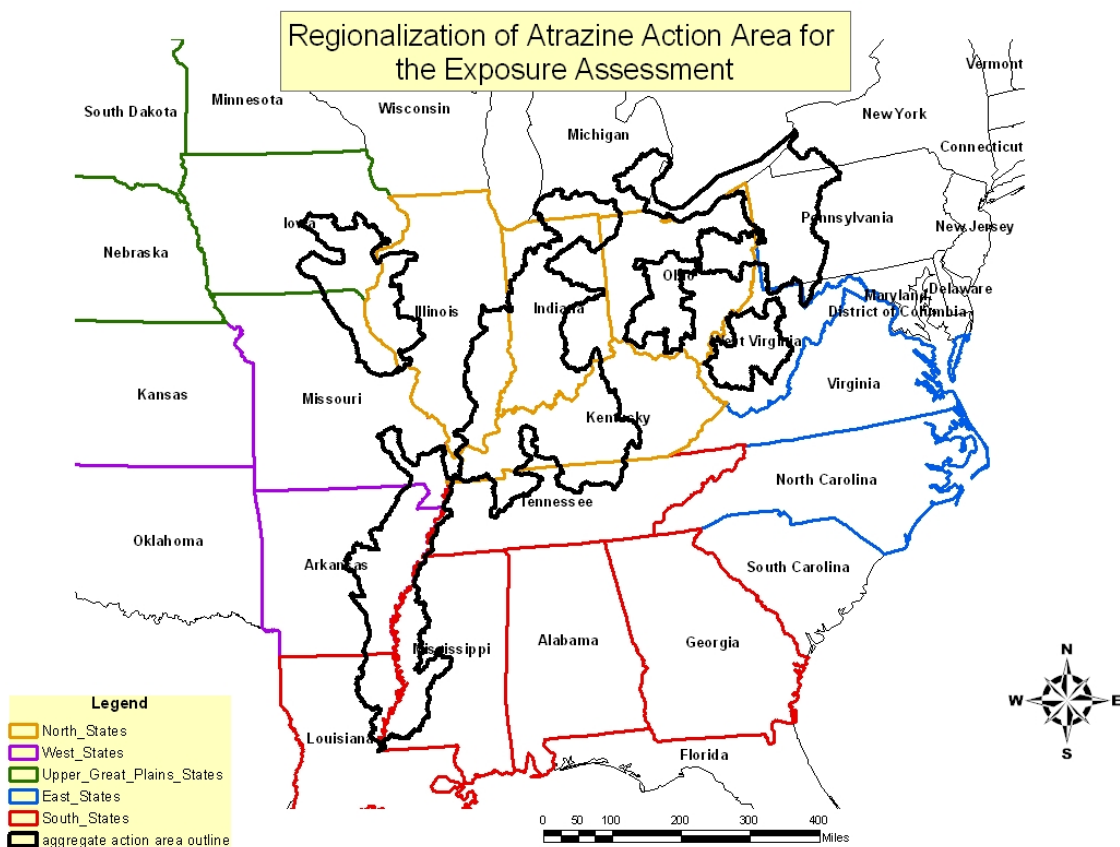 Regionalization of Atrazine Action Area for
the Exposure Assessment
Vermont
South Dakota
Minnesota
Wisconsin
Michigan
New York
Connecticut
Nebraska
Iowa
Pennsylvania
New Jersey
Illinois
Indiana
Ohio
Maryland
Delaware
District of Columbia
West Virginia
Kansas
Missouri
Kentucky
Virginia
Oklahoma
Arkansas
Tennessee
North Carolina
South Carolina
Mississippi
Alabama
Georgia
Louisiana
Florida
N
W
E
S
Legend
North_States
West_States
Upper_Great_Plains_States
East_States
South_States
aggregate action area outline
0 50 100 200 300 400
Miles